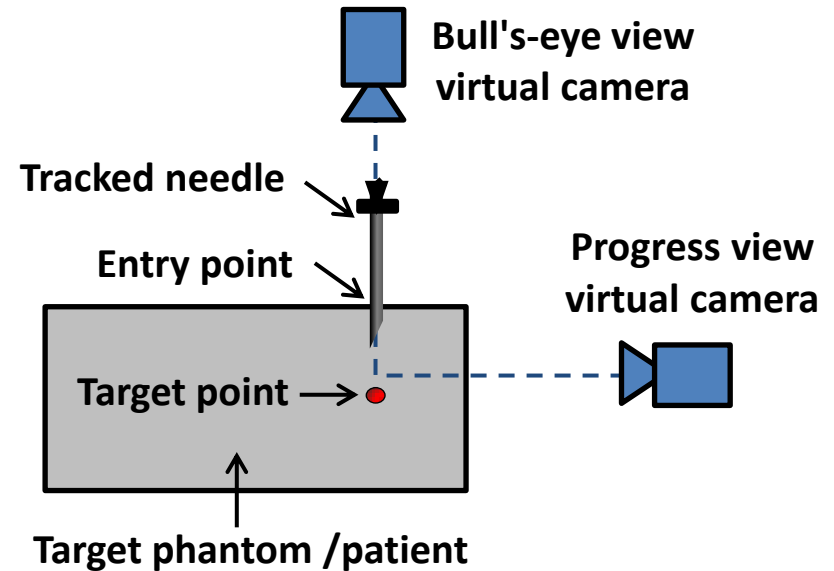 Bull's-eye view
virtual camera
Tracked needle
Entry point
Progress view
virtual camera
Target point
Target phantom /patient